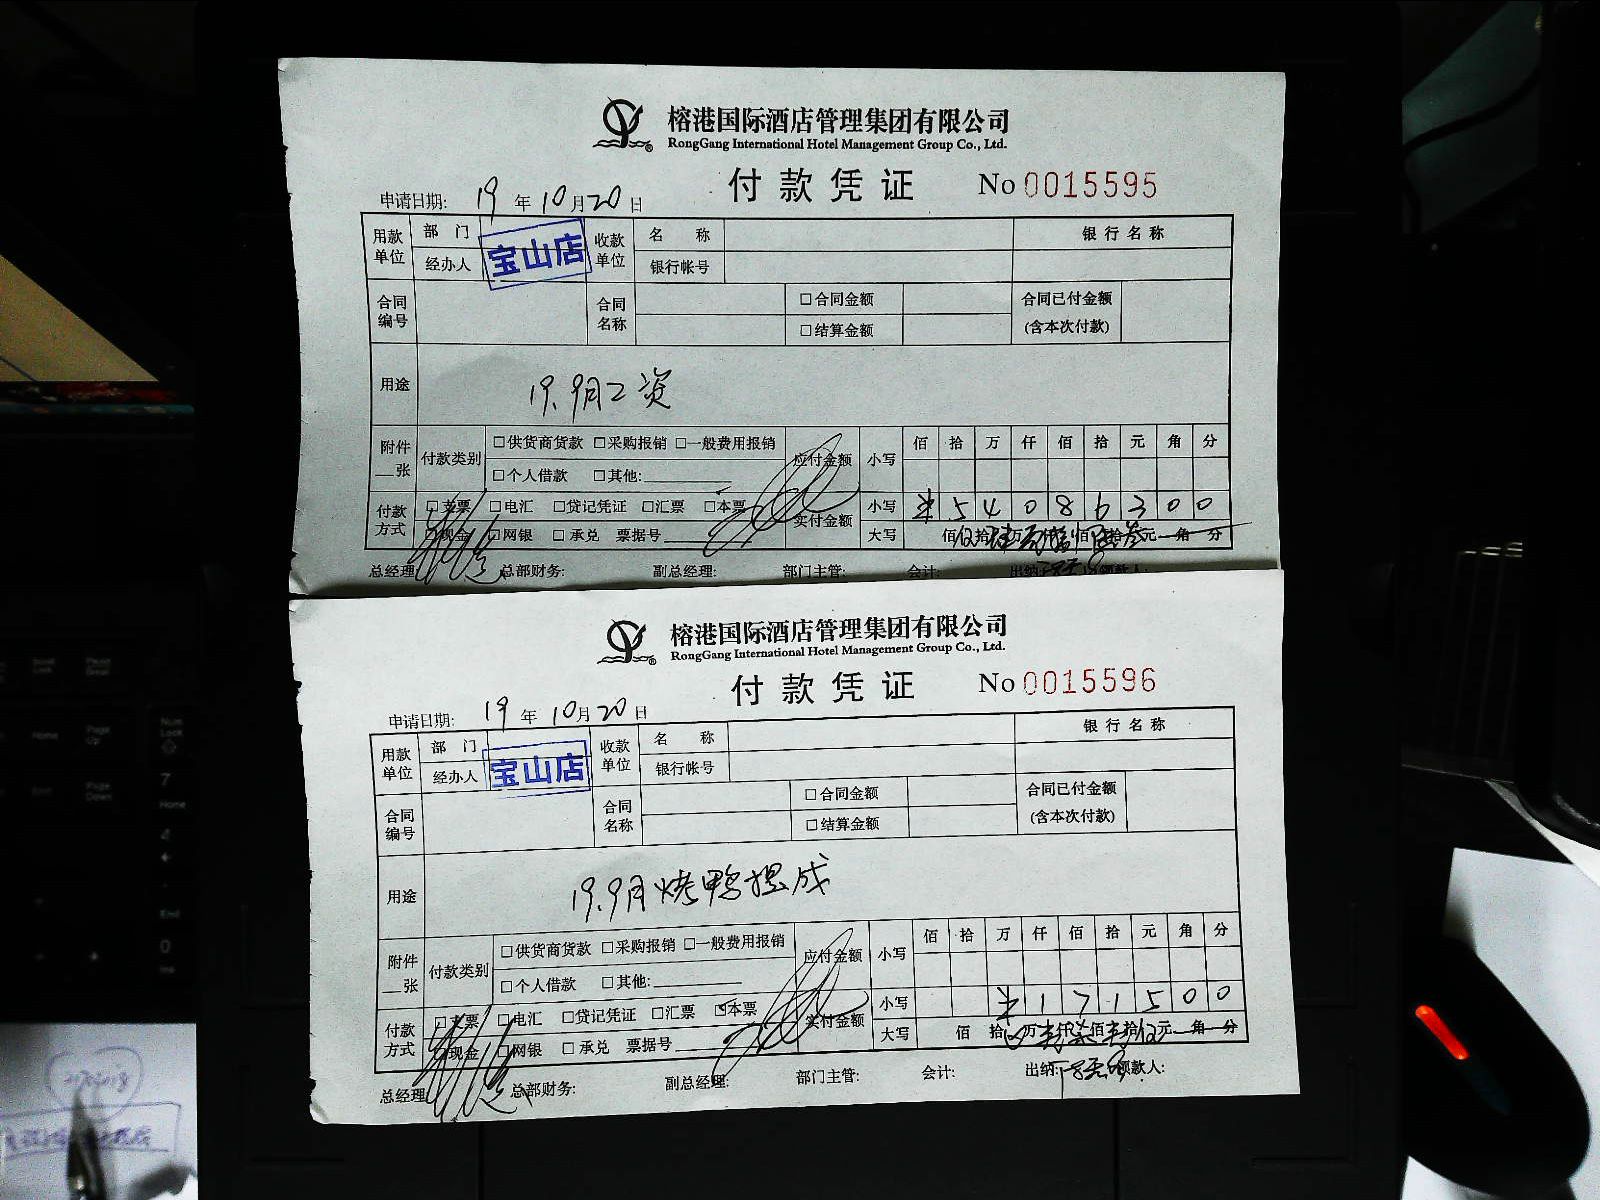 榕港国际酒店管理集团有限公司
RongGang International Hotel Management Group Co., Ltd.
付款凭证 No 0015595
申请日期: 19 年 10 月 20 日
用款单位 部门 宝山店 收款单位 名称 银行名称
经办人 银行帐号
合同编号 合同名称 □合同金额 合同已付金额
□结算金额 (含本次付款)
用途 19.9月工资
附件 __张 付款类别 □供货商货款 □采购报销 □一般费用报销 应付金额 小写 佰 拾 万 仟 佰 拾 元 角 分
□个人借款 □其他:
付款方式 □支票 □电汇 □贷记凭证 □汇票 □本票 实付金额 小写 ¥ 5 4 0 8 6 3 0 0
□现金 □网银 □承兑 票据号 大写 佰 拾 万 仟 佰 拾 元 角 分
总经理 总部财务: 副总经理: 部门主管: 会计: 出纳: 领款人:
榕港国际酒店管理集团有限公司
RongGang International Hotel Management Group Co., Ltd.
付款凭证 No 0015596
申请日期: 19 年 10 月 20 日
用款单位 部门 宝山店 收款单位 名称 银行名称
经办人 银行帐号
合同编号 合同名称 □合同金额 合同已付金额
□结算金额 (含本次付款)
用途 19.9月烤鸭提成
附件 __张 付款类别 □供货商货款 □采购报销 □一般费用报销 应付金额 小写 佰 拾 万 仟 佰 拾 元 角 分
□个人借款 □其他:
付款方式 □支票 □电汇 □贷记凭证 □汇票 □本票 实付金额 小写 ¥ 1 7 1 5 0 0
□现金 □网银 □承兑 票据号 大写 佰 拾 万 仟 佰 拾 元 角 分
总经理 总部财务: 副总经理: 部门主管: 会计: 出纳: 领款人: